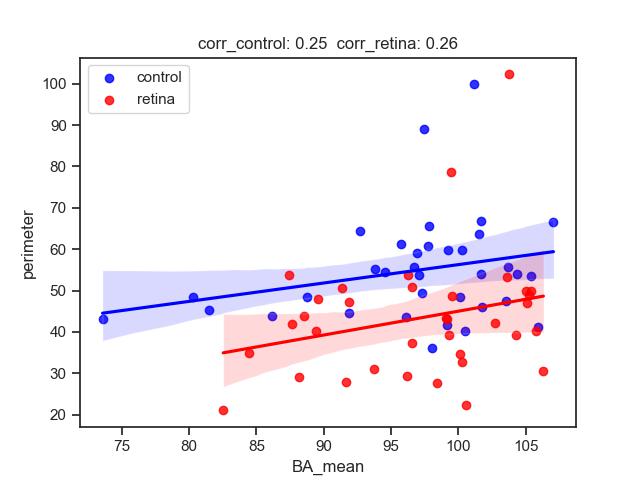 corr_control: 0.25  corr_retina: 0.26
control
retina
100
90
80
70
60
50
40
30
20
perimeter
75 80 85 90 95 100 105
BA_mean